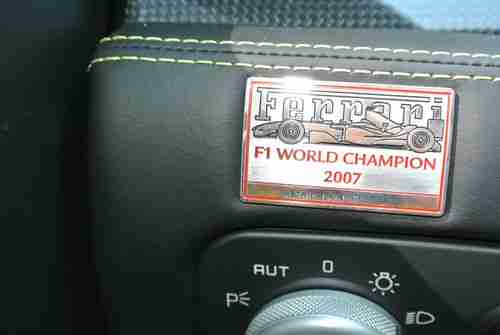 Ferrari
F1 WORLD CHAMPION
2007
AUT
0
P